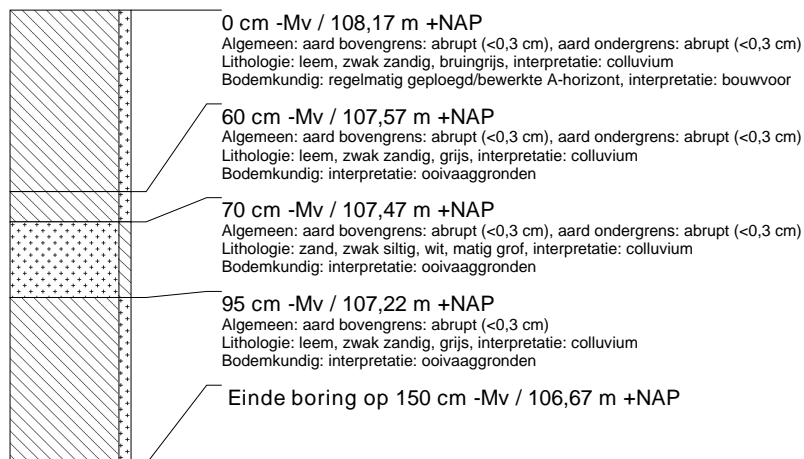 0 cm -Mv / 108,17 m +NAP
Algemeen: aard bovengrens: abrupt (<0,3 cm), aard ondergrens: abrupt (<0,3 cm)
Lithologie: leem, zwak zandig, bruingrijs, interpretatie: colluvium
Bodemkundig: regelmatig geploegd/bewerkte A-horizont, interpretatie: bouwvoor
60 cm -Mv / 107,57 m +NAP
Algemeen: aard bovengrens: abrupt (<0,3 cm), aard ondergrens: abrupt (<0,3 cm)
Lithologie: leem, zwak zandig, grijs, interpretatie: colluvium
Bodemkundig: interpretatie: ooivaaggronden
70 cm -Mv / 107,47 m +NAP
Algemeen: aard bovengrens: abrupt (<0,3 cm), aard ondergrens: abrupt (<0,3 cm)
Lithologie: zand, zwak siltig, wit, matig grof, interpretatie: colluvium
Bodemkundig: interpretatie: ooivaaggronden
95 cm -Mv / 107,22 m +NAP
Algemeen: aard bovengrens: abrupt (<0,3 cm)
Lithologie: leem, zwak zandig, grijs, interpretatie: colluvium
Bodemkundig: interpretatie: ooivaaggronden
Einde boring op 150 cm -Mv / 106,67 m +NAP